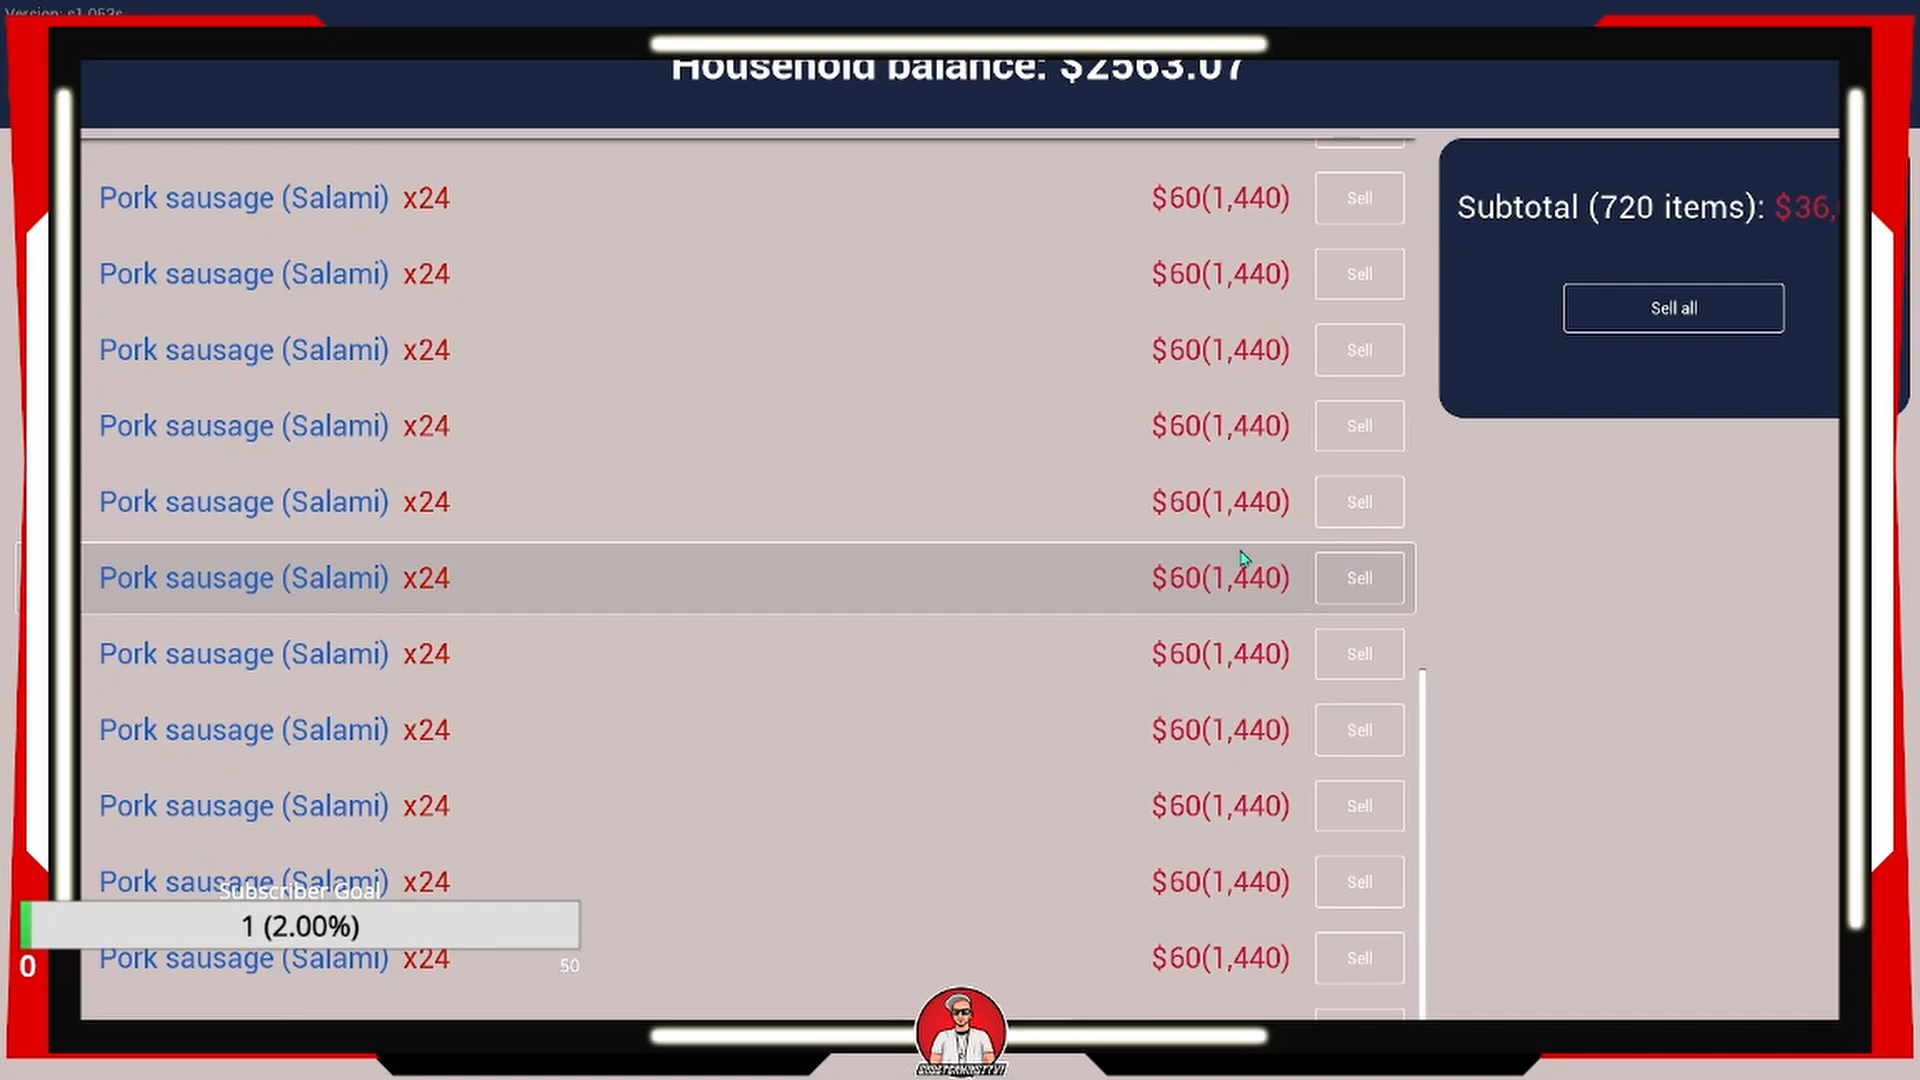 Version: s1.053s
Household balance: $2563.07
Pork sausage (Salami) x24 $60(1,440) Sell
Subtotal (720 items): $36,
Pork sausage (Salami) x24 $60(1,440) Sell
Sell all
Pork sausage (Salami) x24 $60(1,440) Sell
Pork sausage (Salami) x24 $60(1,440) Sell
Pork sausage (Salami) x24 $60(1,440) Sell
Pork sausage (Salami) x24 $60(1,440) Sell
Pork sausage (Salami) x24 $60(1,440) Sell
Pork sausage (Salami) x24 $60(1,440) Sell
Pork sausage (Salami) x24 $60(1,440) Sell
Pork sausage (Salami) x24 $60(1,440) Sell
Subscriber Goal
1 (2.00%)
Pork sausage (Salami) x24 $60(1,440) Sell
0 50